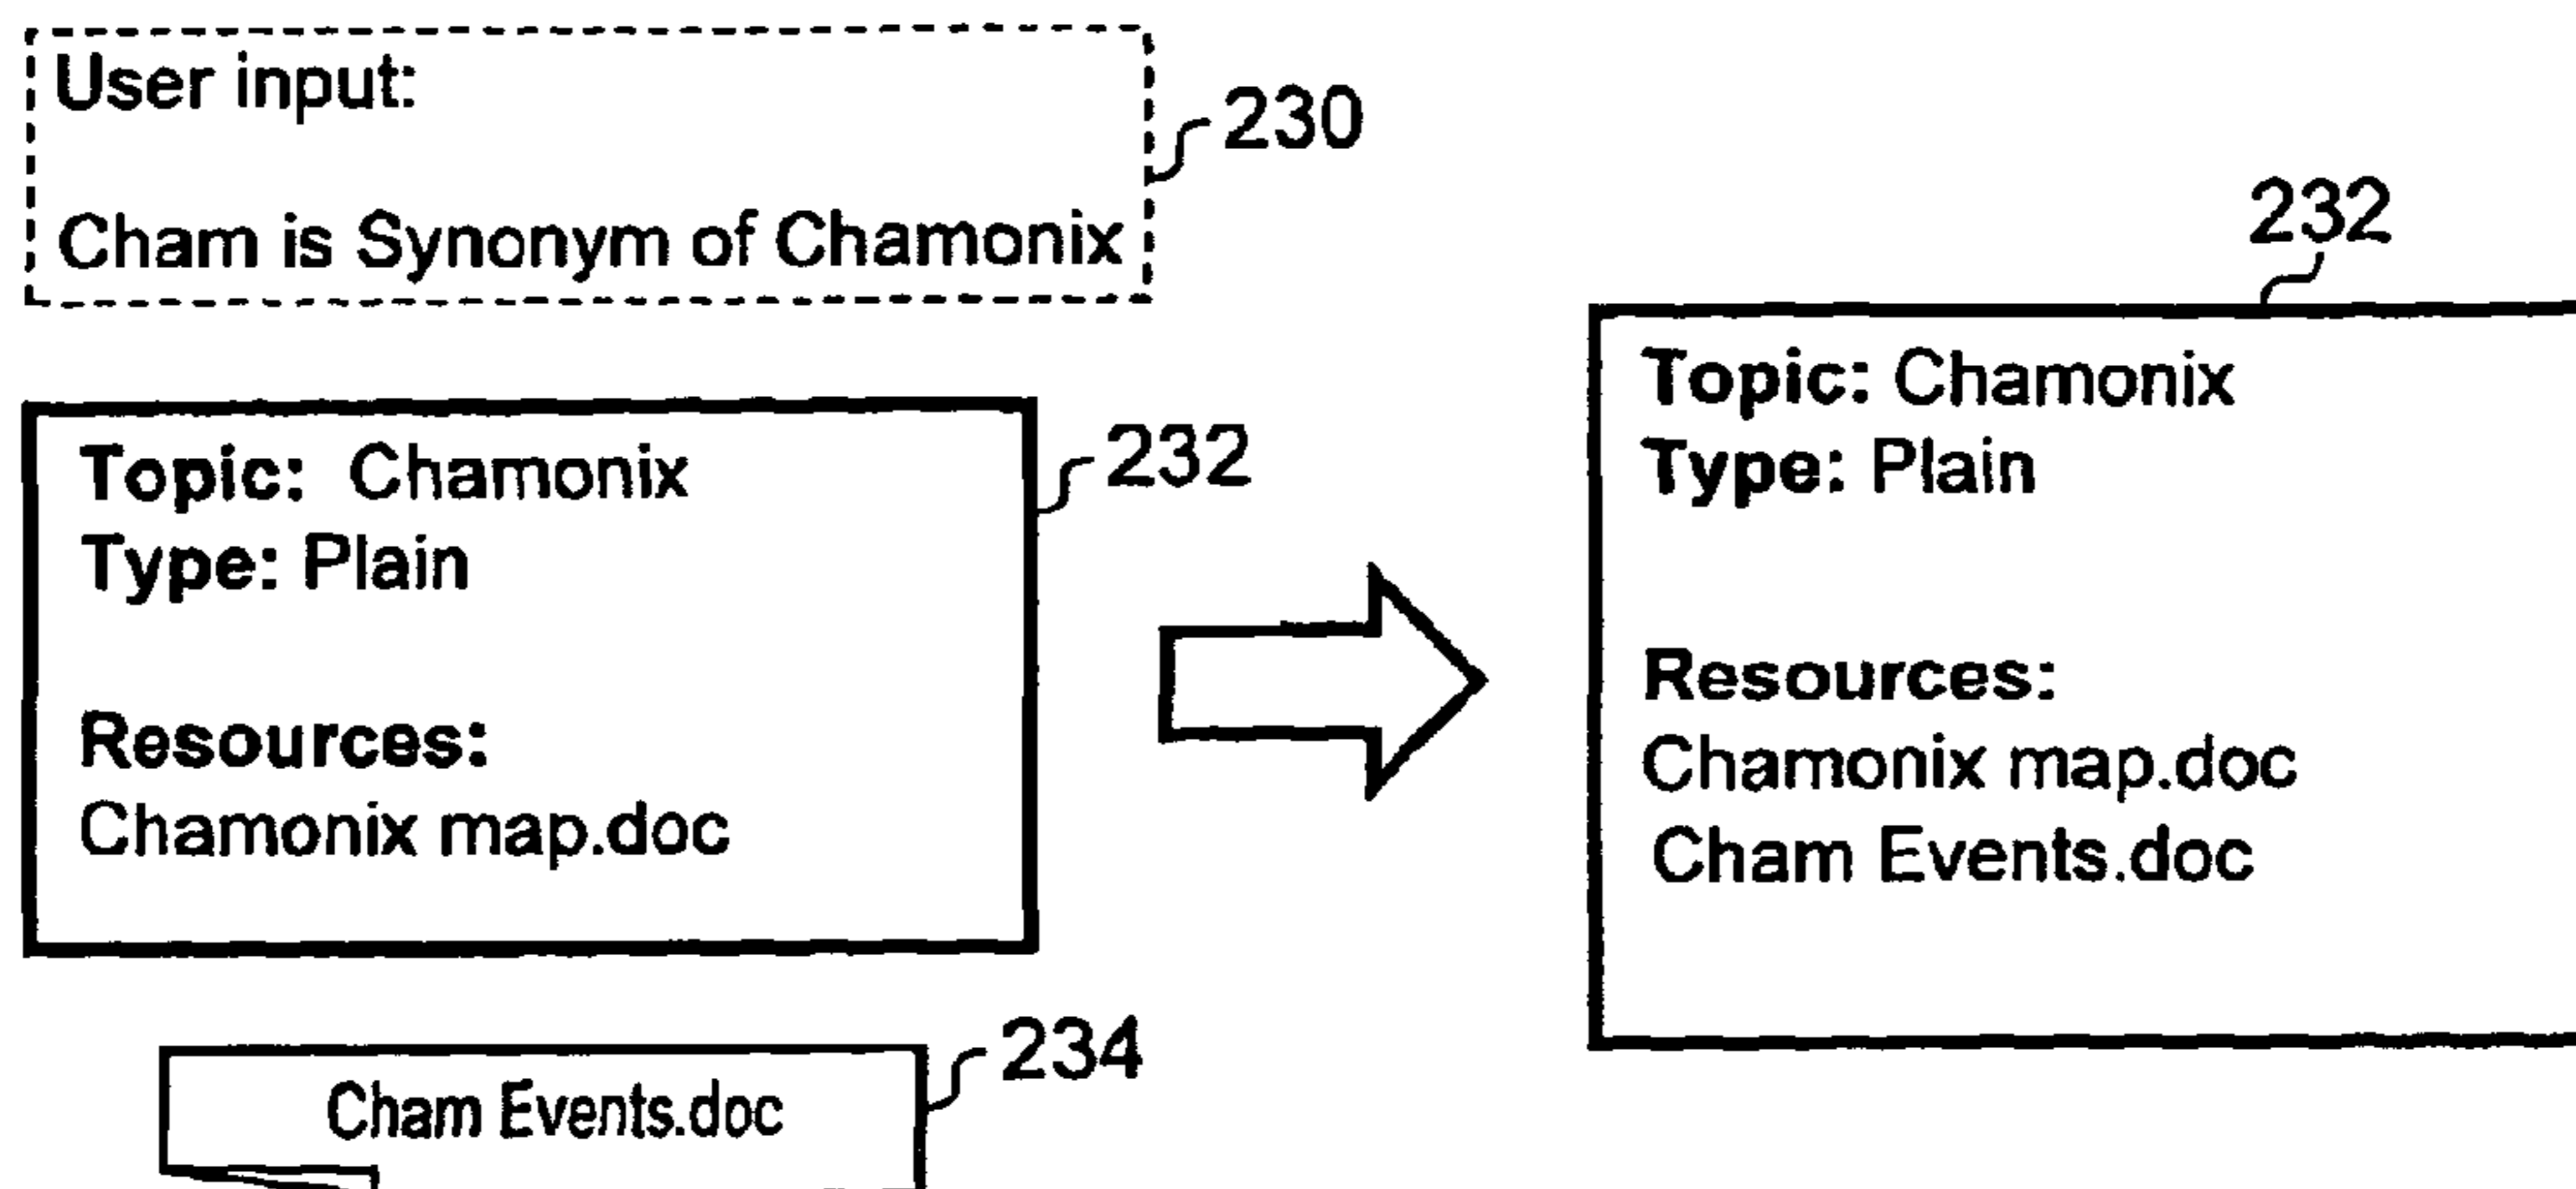 User input:
230
Cham is Synonym of Chamonix
Topic: Chamonix
232
Type: Plain
Resources:
Chamonix map.doc
234
Cham Events.doc
232
Topic: Chamonix
Type: Plain
Resources:
Chamonix map.doc
Cham Events.doc